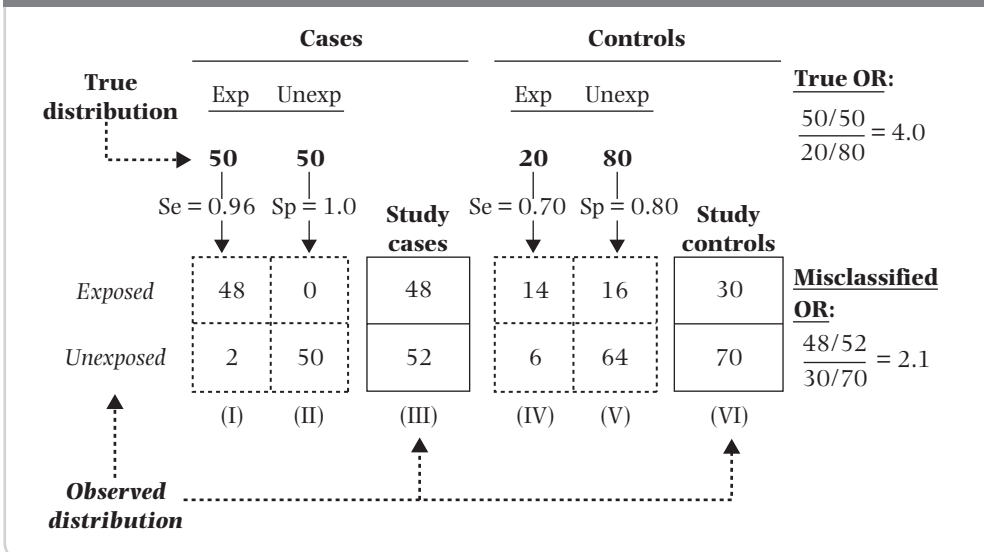 Cases Controls
True distribution
Exp Unexp Exp Unexp
True OR:
50/50
20/80 = 4.0
50 50 20 80
Se = 0.96 Sp = 1.0 Se = 0.70 Sp = 0.80
Study cases
Study controls
Exposed 48 0 48 14 16 30
Misclassified OR:
48/52
30/70 = 2.1
Unexposed 2 50 52 6 64 70
(I) (II) (III) (IV) (V) (VI)
Observed
distribution